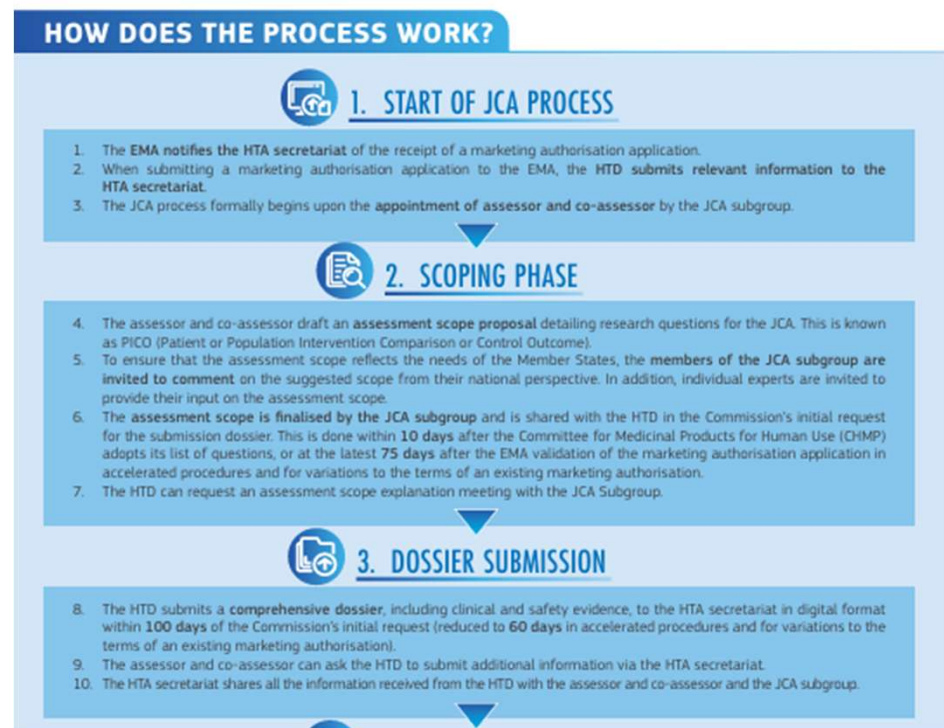 HOW DOES THE PROCESS WORK?
1. START OF JCA PROCESS
1. The EMA notifies the HTA secretariat of the receipt of a marketing authorisation application.
2. When submitting a marketing authorisation application to the EMA, the HTD submits relevant information to the
HTA secretariat.
3. The JCA process formally begins upon the appointment of assessor and co-assessor by the JCA subgroup.
2. SCOPING PHASE
4. The assessor and co-assessor draft an assessment scope proposal detailing research questions for the JCA. This is known
as PICO (Patient or Population Intervention Comparison or Control Outcome).
5. To ensure that the assessment scope reflects the needs of the Member States, the members of the JCA subgroup are
invited to comment on the suggested scope from their national perspective. In addition, individual experts are invited to
provide their input on the assessment scope.
6. The assessment scope is finalised by the JCA subgroup and is shared with the HTD in the Commission's initial request
for the submission dossier. This is done within 10 days after the Committee for Medicinal Products for Human Use (CHMP)
adopts its list of questions, or at the latest 75 days after the EMA validation of the marketing authorisation application in
accelerated procedures and for variations to the terms of an existing marketing authorisation.
7. The HTD can request an assessment scope explanation meeting with the JCA Subgroup.
3. DOSSIER SUBMISSION
8. The HTD submits a comprehensive dossier, including clinical and safety evidence, to the HTA secretariat in digital format
within 100 days of the Commission's initial request (reduced to 60 days in accelerated procedures and for variations to the
terms of an existing marketing authorisation).
9. The assessor and co-assessor can ask the HTD to submit additional information via the HTA secretariat.
10. The HTA secretariat shares all the information received from the HTD with the assessor and co-assessor and the JCA subgroup.